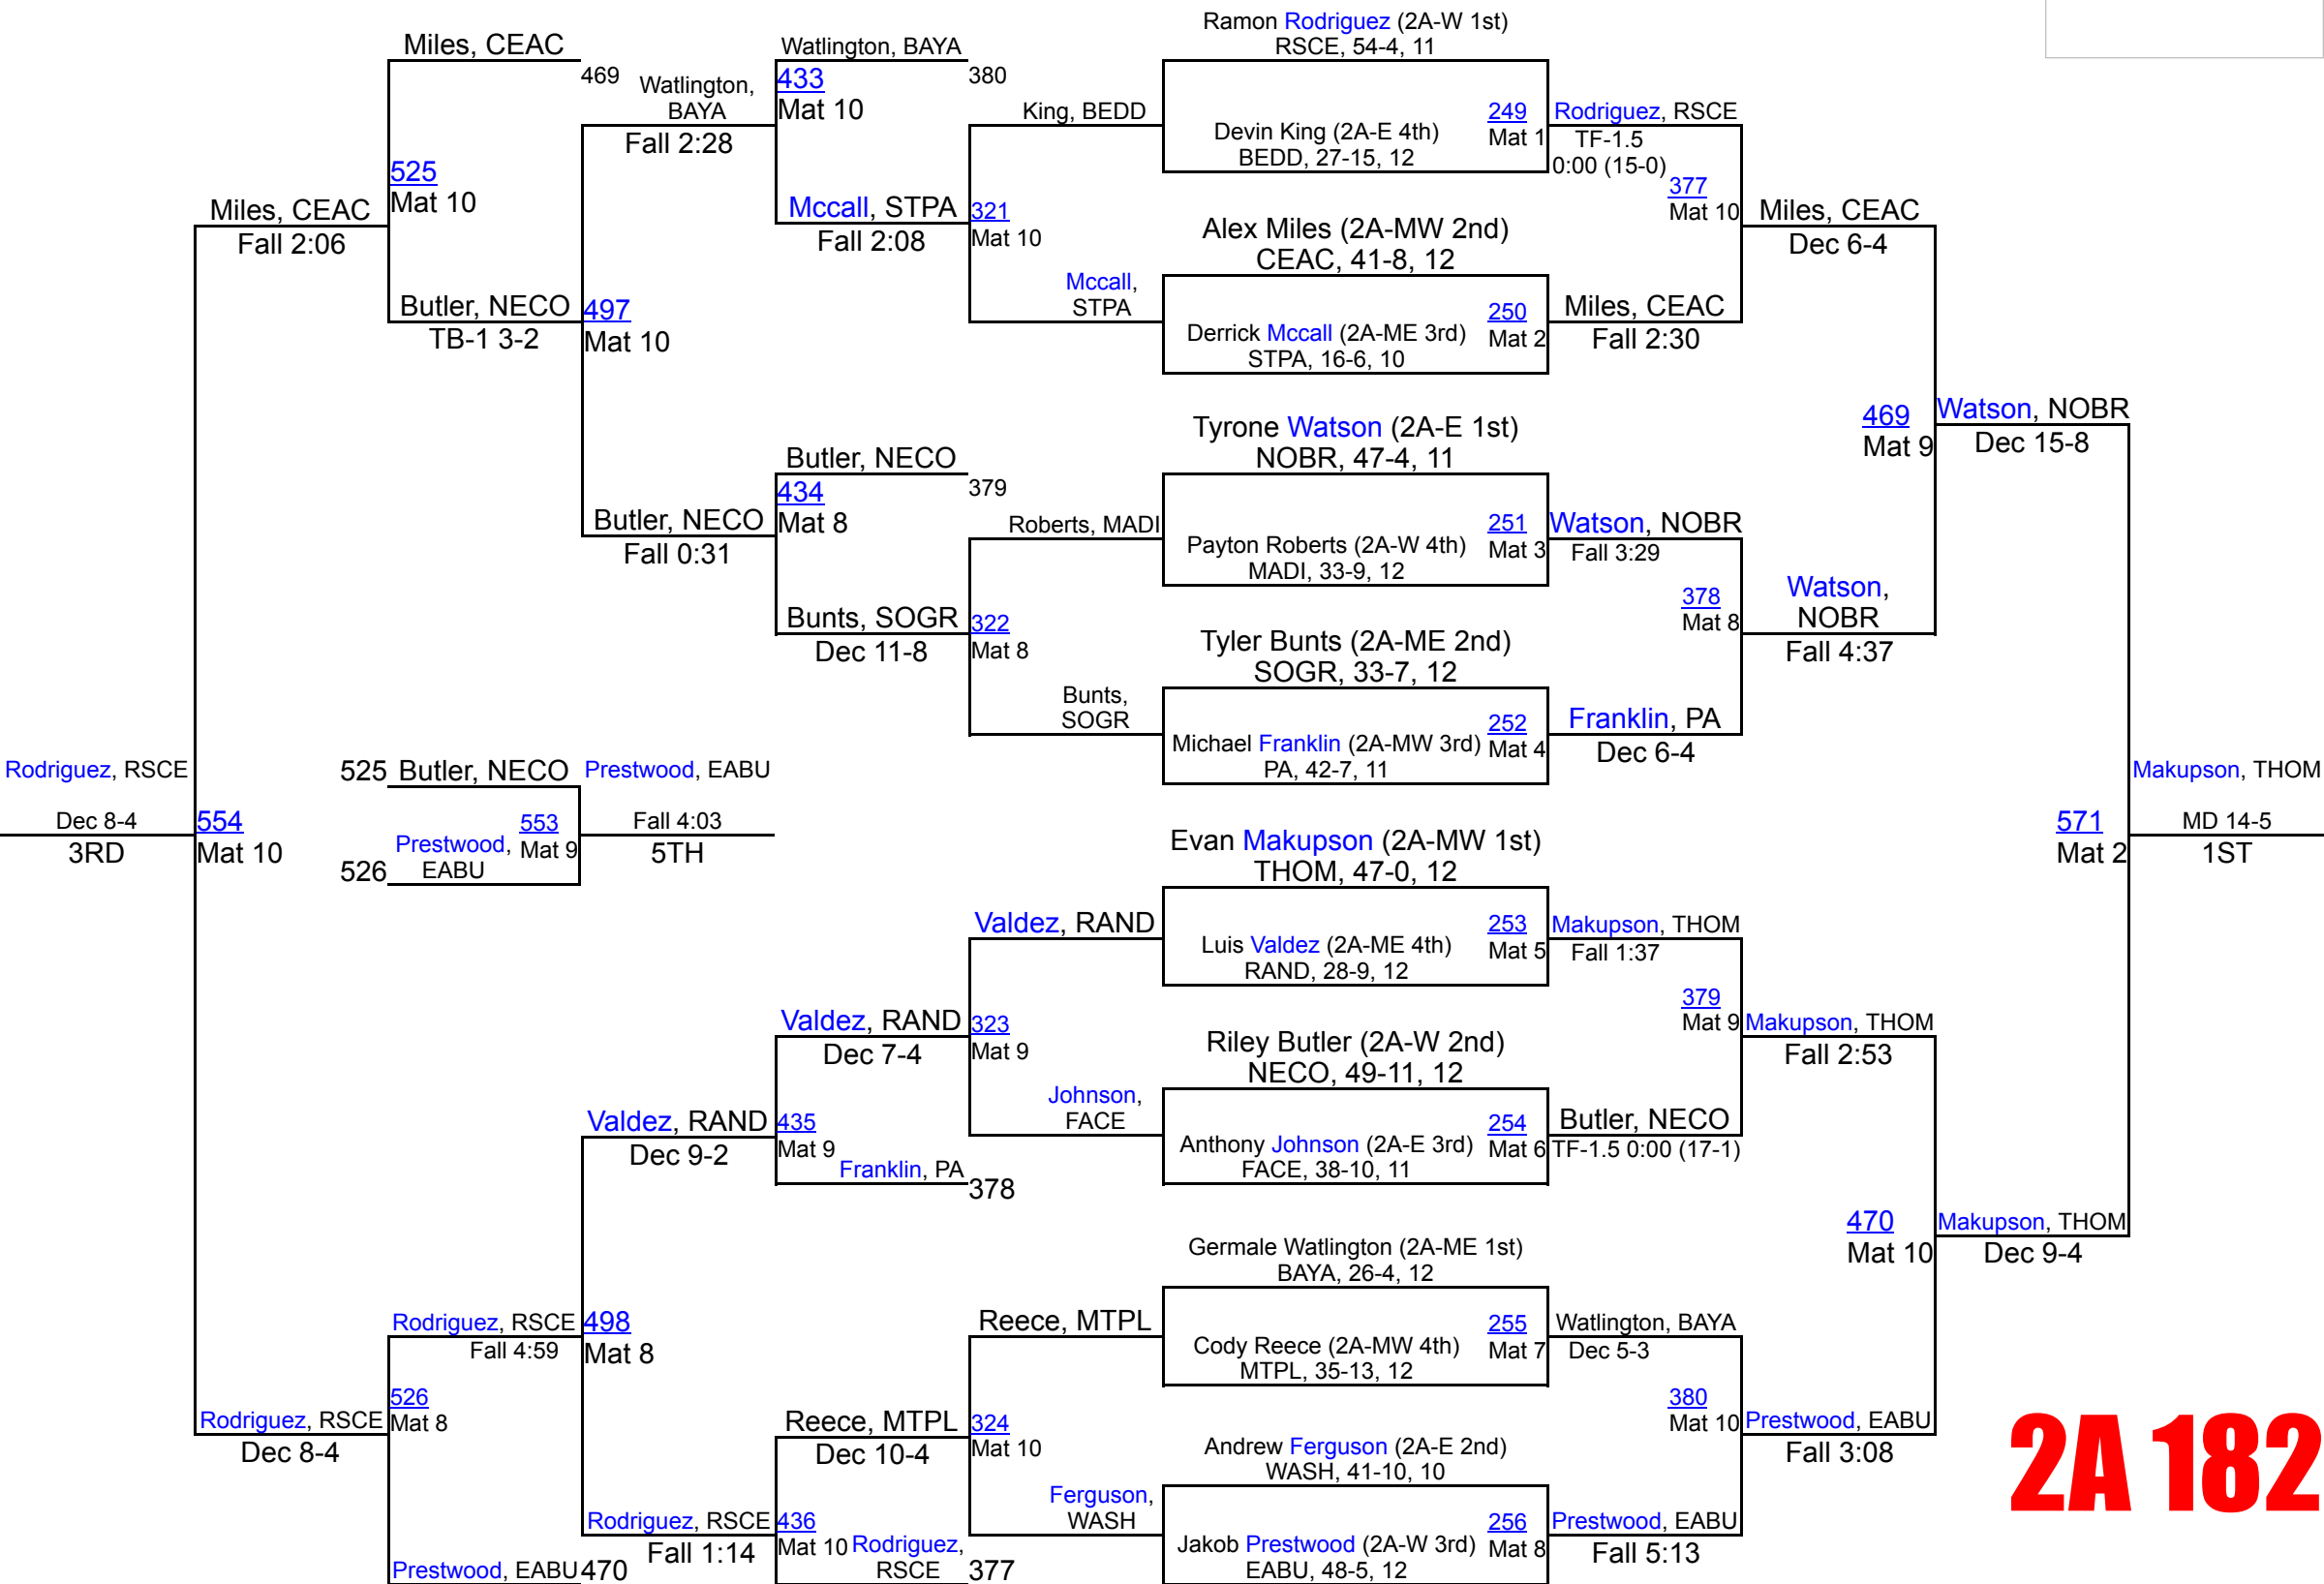 Miles, CEAC
469
525
Mat 10
Miles, CEAC
Fall 2:06
Butler, NECO
TB-1 3-2
Watlington,
BAYA
Fall 2:28
497
Mat 10
Watlington, BAYA
380
433
Mat 10
Mccall, STPA
Fall 2:08
King, BEDD
321
Mat 10
Mccall,
STPA
Ramon Rodriguez (2A-W 1st)
RSCE, 54-4, 11
Devin King (2A-E 4th)
BEDD, 27-15, 12
249
Mat 1
Rodriguez, RSCE
TF-1.5
0:00 (15-0)
377
Mat 10
Miles, CEAC
Dec 6-4
Alex Miles (2A-MW 2nd)
CEAC, 41-8, 12
Derrick Mccall (2A-ME 3rd)
STPA, 16-6, 10
250
Mat 2
Miles, CEAC
Fall 2:30
469
Mat 9
Watson, NOBR
Dec 15-8
Butler, NECO
379
434
Mat 8
Butler, NECO
Fall 0:31
Bunts, SOGR
Dec 11-8
Roberts, MADI
322
Mat 8
Bunts,
SOGR
Tyrone Watson (2A-E 1st)
NOBR, 47-4, 11
Payton Roberts (2A-W 4th)
MADI, 33-9, 12
251
Mat 3
Watson, NOBR
Fall 3:29
378
Mat 8
Watson,
NOBR
Fall 4:37
Tyler Bunts (2A-ME 2nd)
SOGR, 33-7, 12
Michael Franklin (2A-MW 3rd)
PA, 42-7, 11
252
Mat 4
Franklin, PA
Dec 6-4
Rodriguez, RSCE
Dec 8-4
3RD
554
Mat 10
525 Butler, NECO
Prestwood,
EABU
526
553
Mat 9
Prestwood, EABU
Fall 4:03
5TH
571
Mat 2
Makupson, THOM
MD 14-5
1ST
Evan Makupson (2A-MW 1st)
THOM, 47-0, 12
Luis Valdez (2A-ME 4th)
RAND, 28-9, 12
253
Mat 5
Makupson, THOM
Fall 1:37
379
Mat 9
Makupson, THOM
Fall 2:53
Valdez, RAND
Valdez, RAND
Dec 7-4
323
Mat 9
Johnson,
FACE
Riley Butler (2A-W 2nd)
NECO, 49-11, 12
Anthony Johnson (2A-E 3rd)
FACE, 38-10, 11
254
Mat 6
Butler, NECO
TF-1.5 0:00 (17-1)
Valdez, RAND
Dec 9-2
435
Mat 9
Franklin, PA
378
470
Mat 10
Makupson, THOM
Dec 9-4
Germale Watlington (2A-ME 1st)
BAYA, 26-4, 12
Cody Reece (2A-MW 4th)
MTPL, 35-13, 12
255
Mat 7
Watlington, BAYA
Dec 5-3
380
Mat 10
Prestwood, EABU
Fall 3:08
Rodriguez, RSCE
Fall 4:59
498
Mat 8
Reece, MTPL
526
Mat 8
Rodriguez, RSCE
Dec 8-4
Reece, MTPL
Dec 10-4
324
Mat 10
Ferguson,
WASH
Andrew Ferguson (2A-E 2nd)
WASH, 41-10, 10
Jakob Prestwood (2A-W 3rd)
EABU, 48-5, 12
256
Mat 8
Prestwood, EABU
Fall 5:13
Rodriguez, RSCE
Fall 1:14
436
Mat 10
Rodriguez,
RSCE
377
Prestwood, EABU
470
2A 182